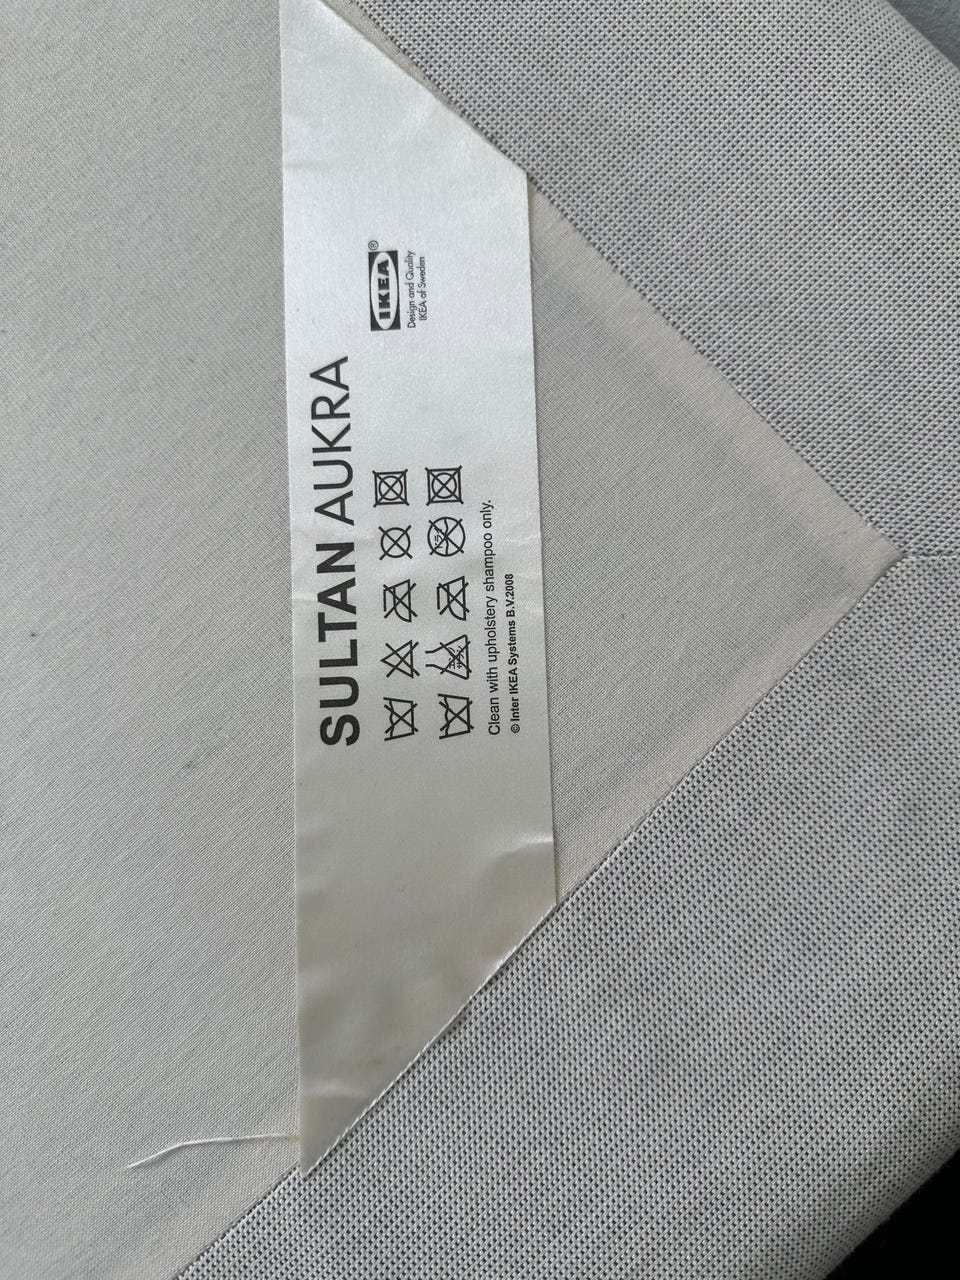 SULTAN AUKRA
IKEA®
Design and Quality
IKEA of Sweden
Clean with upholstery shampoo only.
© Inter IKEA Systems B.V.2008